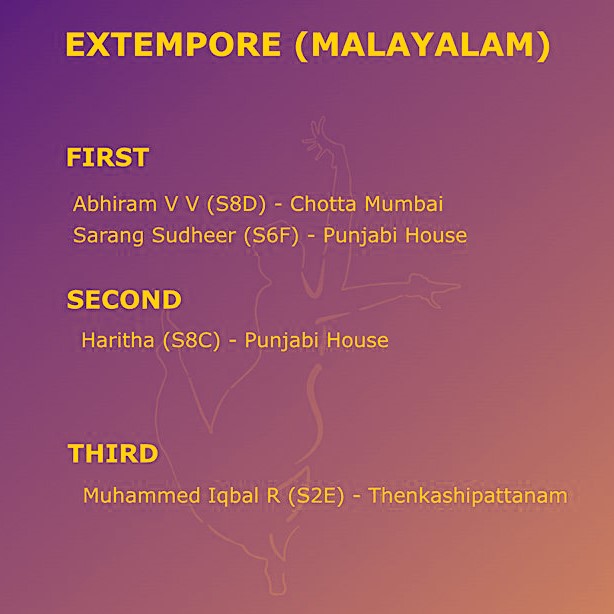 EXTEMPORE (MALAYALAM)
FIRST
Abhiram V V (S8D) - Chotta Mumbai
Sarang Sudheer (S6F) - Punjabi House
SECOND
Haritha (S8C) - Punjabi House
THIRD
Muhammed Iqbal R (S2E) - Thenkashipattanam